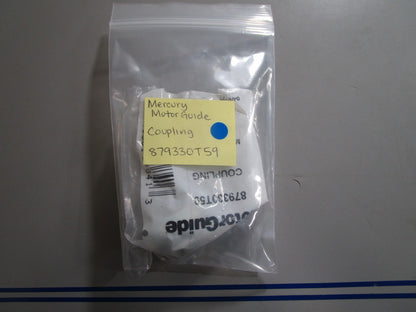 Mercury
MotorGuide
Coupling
879330T59
COUPLING
879330T59
MotorGuide